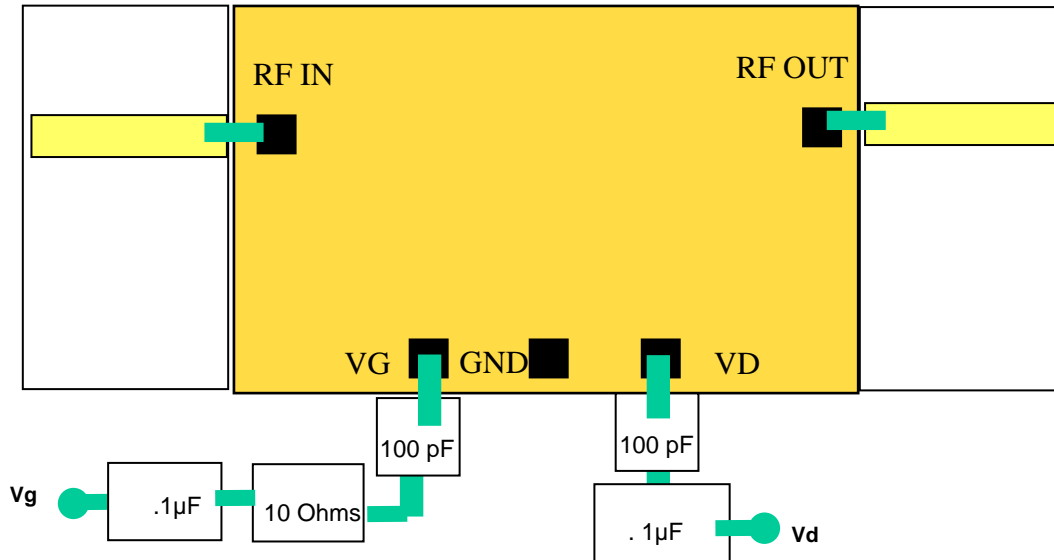 RF IN
RF OUT
VG
GND
VD
100 pF
100 pF
Vg
.1µF
10 Ohms
. 1µF
Vd